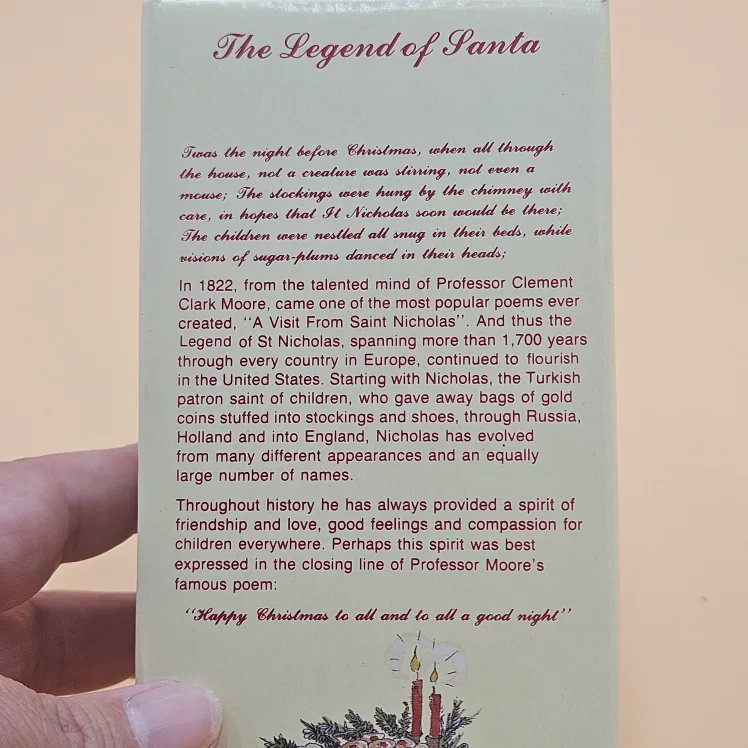 The Legend of Santa
Twas the night before Christmas, when all through
the house, not a creature was stirring, not even a
mouse; The stockings were hung by the chimney with
care, in hopes that St Nicholas soon would be there;
The children were nestled all snug in their beds, while
visions of sugar-plums danced in their heads;
In 1822, from the talented mind of Professor Clement
Clark Moore, came one of the most popular poems ever
created, ‘‘A Visit From Saint Nicholas’’. And thus the
Legend of St Nicholas, spanning more than 1,700 years
through every country in Europe, continued to flourish
in the United States. Starting with Nicholas, the Turkish
patron saint of children, who gave away bags of gold
coins stuffed into stockings and shoes, through Russia,
Holland and into England, Nicholas has evolved
from many different appearances and an equally
large number of names.
Throughout history he has always provided a spirit of
friendship and love, good feelings and compassion for
children everywhere. Perhaps this spirit was best
expressed in the closing line of Professor Moore's
famous poem:
‘‘Happy Christmas to all and to all a good night’’